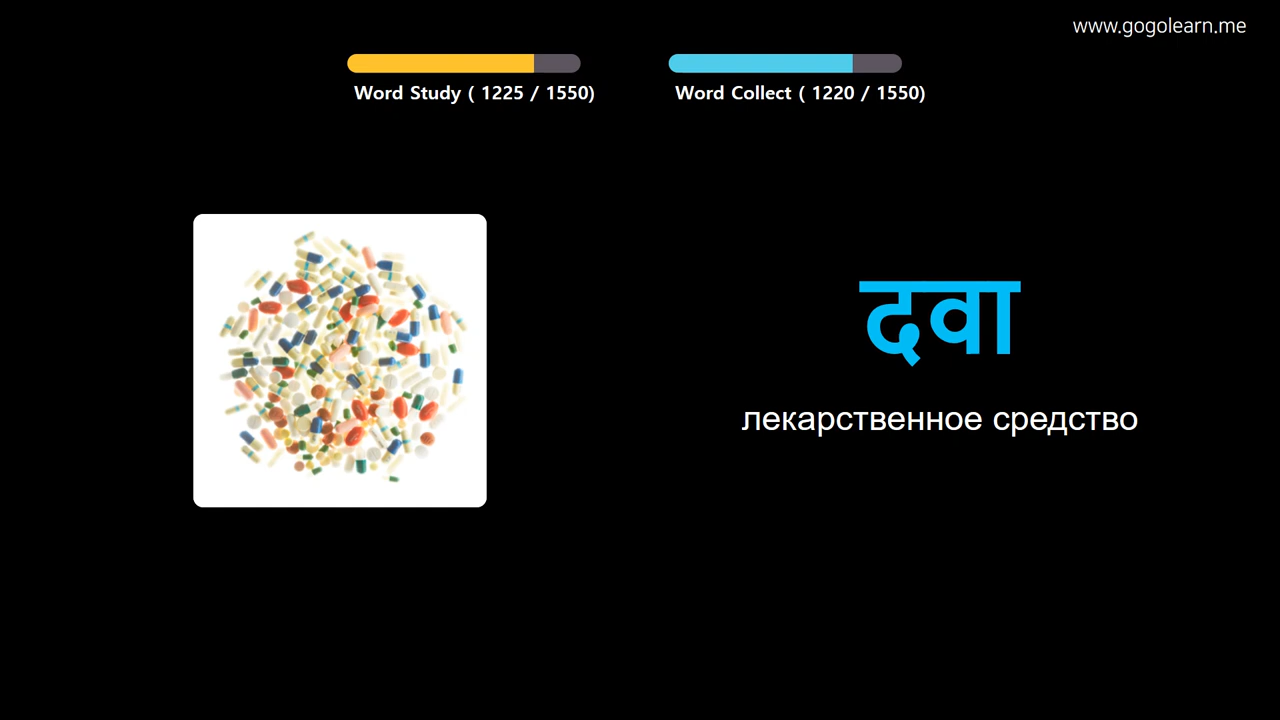 www.gogolearn.me
Word Study ( 1225 / 1550)
Word Collect ( 1220 / 1550)
दवा
лекарственное средство